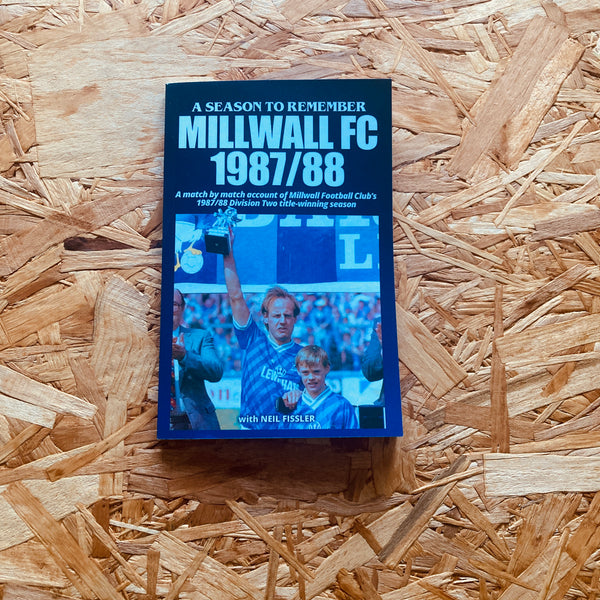 A SEASON TO REMEMBER
MILLWALL FC
1987/88
A match by match account of Millwall Football Club's
1987/88 Division Two title-winning season
L
with NEIL FISSLER